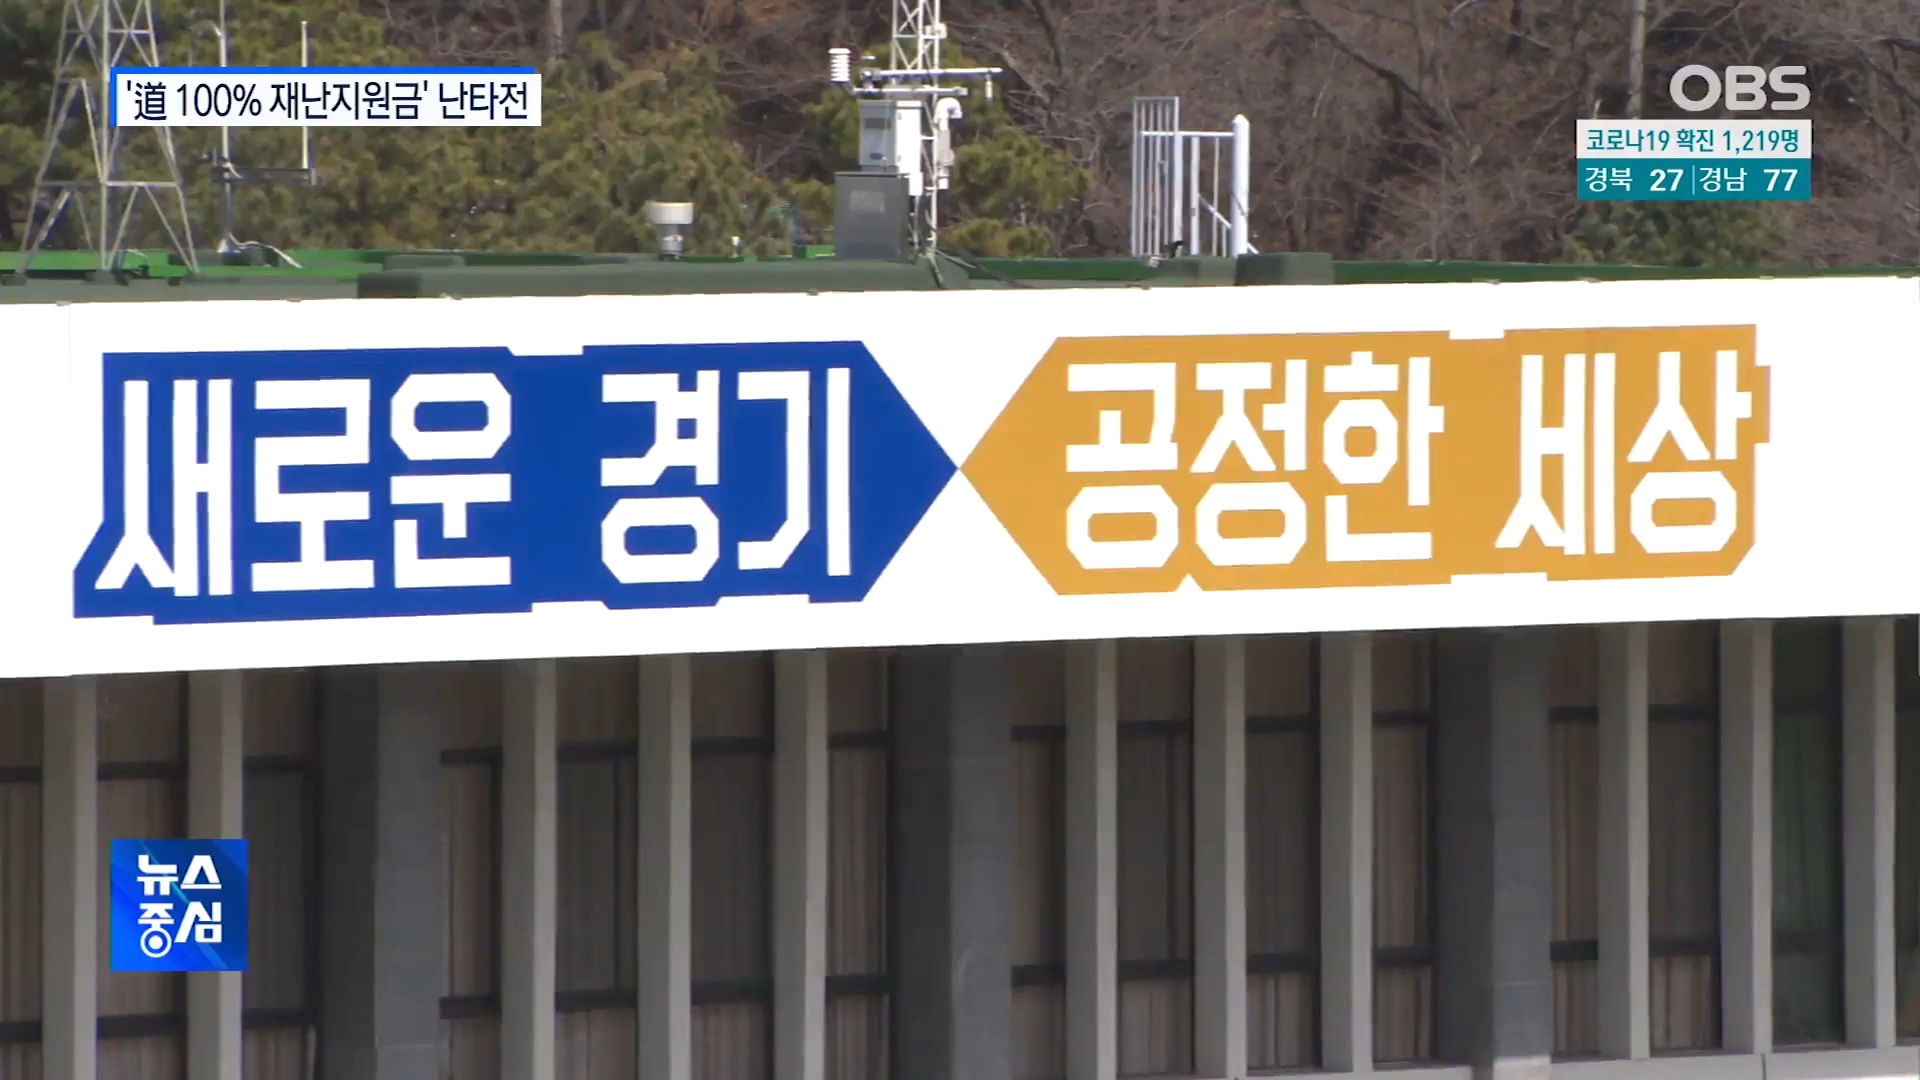 '道 100% 재난지원금' 난타전
OBS
코로나19 확진 1,219명
경북 27 경남 77
새로운 경기 공정한 세상
뉴스
중심